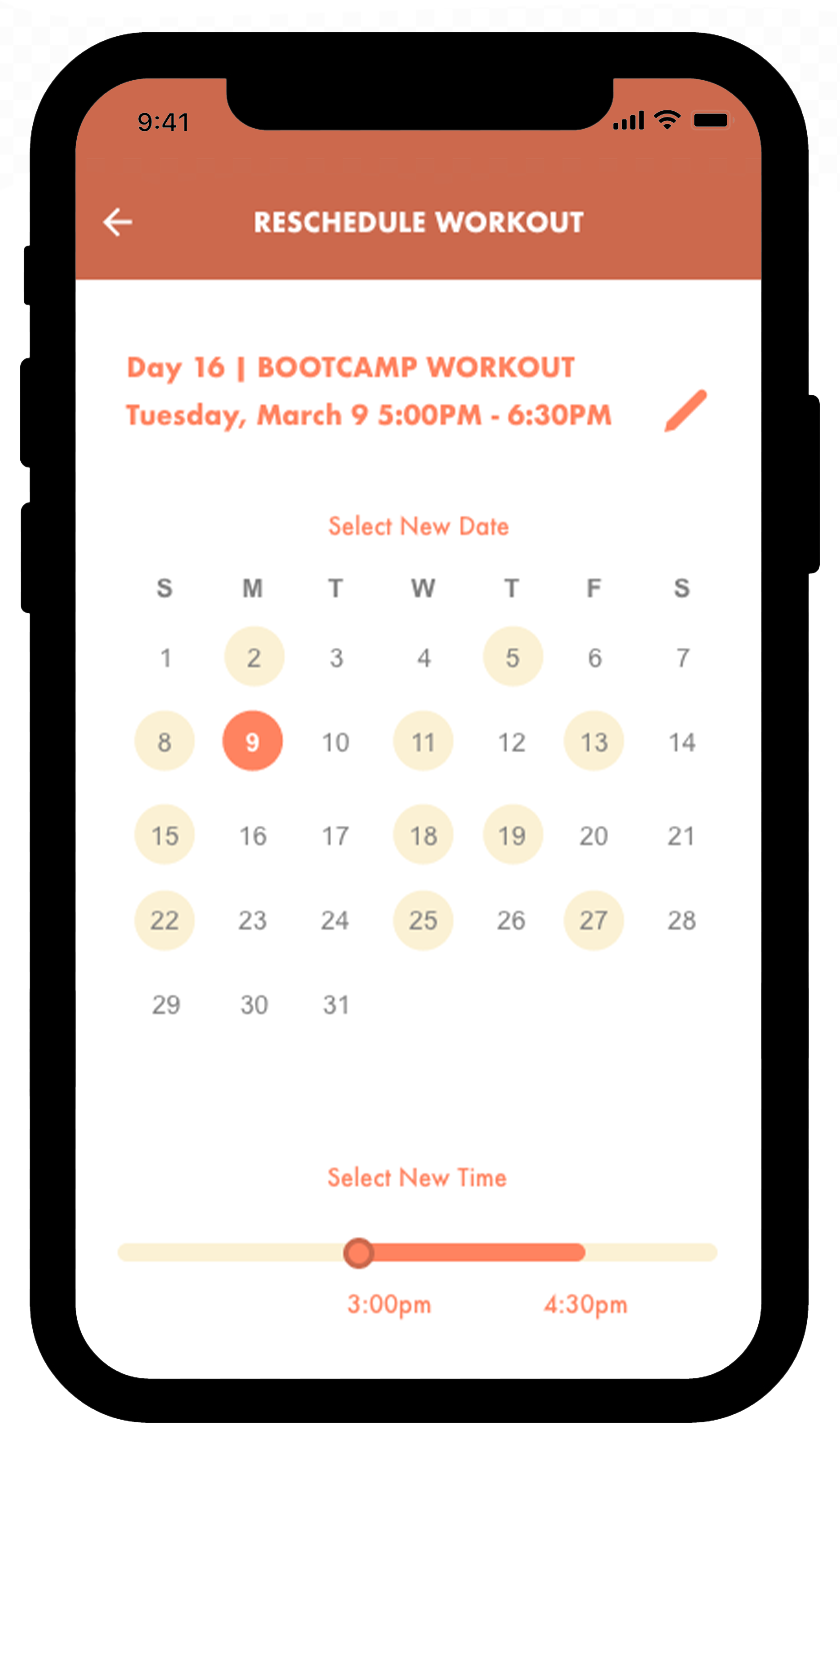 9:41
RESCHEDULE WORKOUT
Day 16 | BOOTCAMP WORKOUT
Tuesday, March 9 5:00PM - 6:30PM
Select New Date
S M T W T F S
1 2 3 4 5 6 7
8 9 10 11 12 13 14
15 16 17 18 19 20 21
22 23 24 25 26 27 28
29 30 31
Select New Time
3:00pm 4:30pm